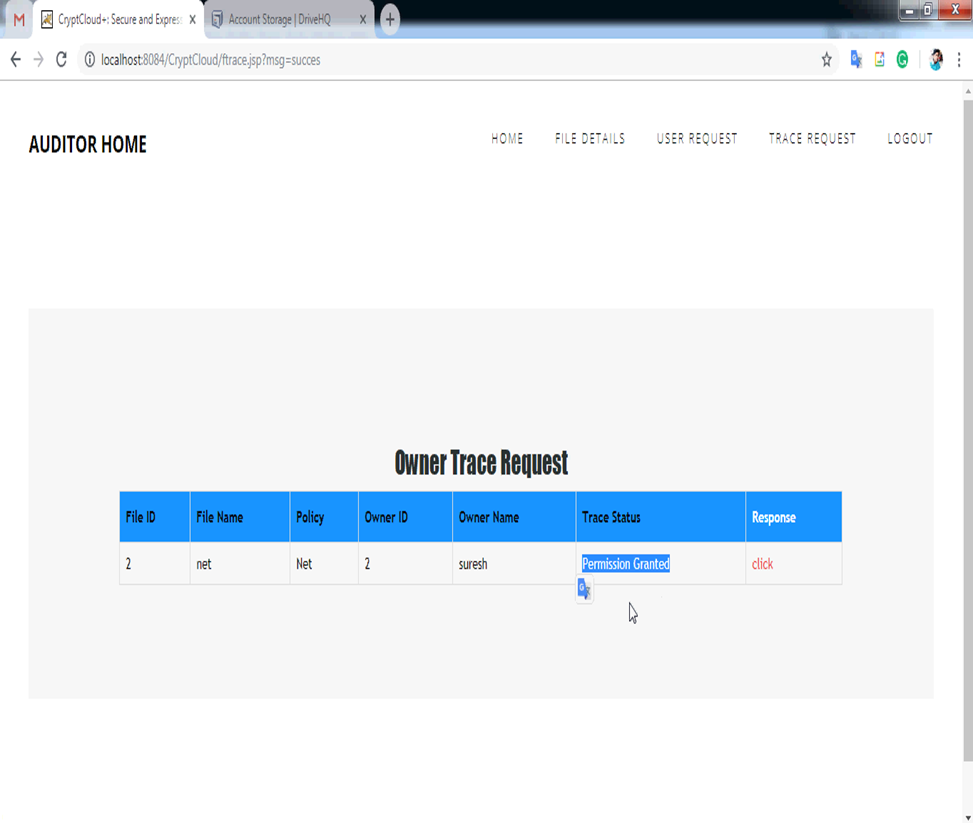 M CryptCloud+: Secure and Expres Account Storage | DriveHQ
localhost:8084/CryptCloud/ftrace.jsp?msg=succes
AUDITOR HOME
HOME FILE DETAILS USER REQUEST TRACE REQUEST LOGOUT
Owner Trace Request
File ID File Name Policy Owner ID Owner Name Trace Status Response
2 net Net 2 suresh Permission Granted click